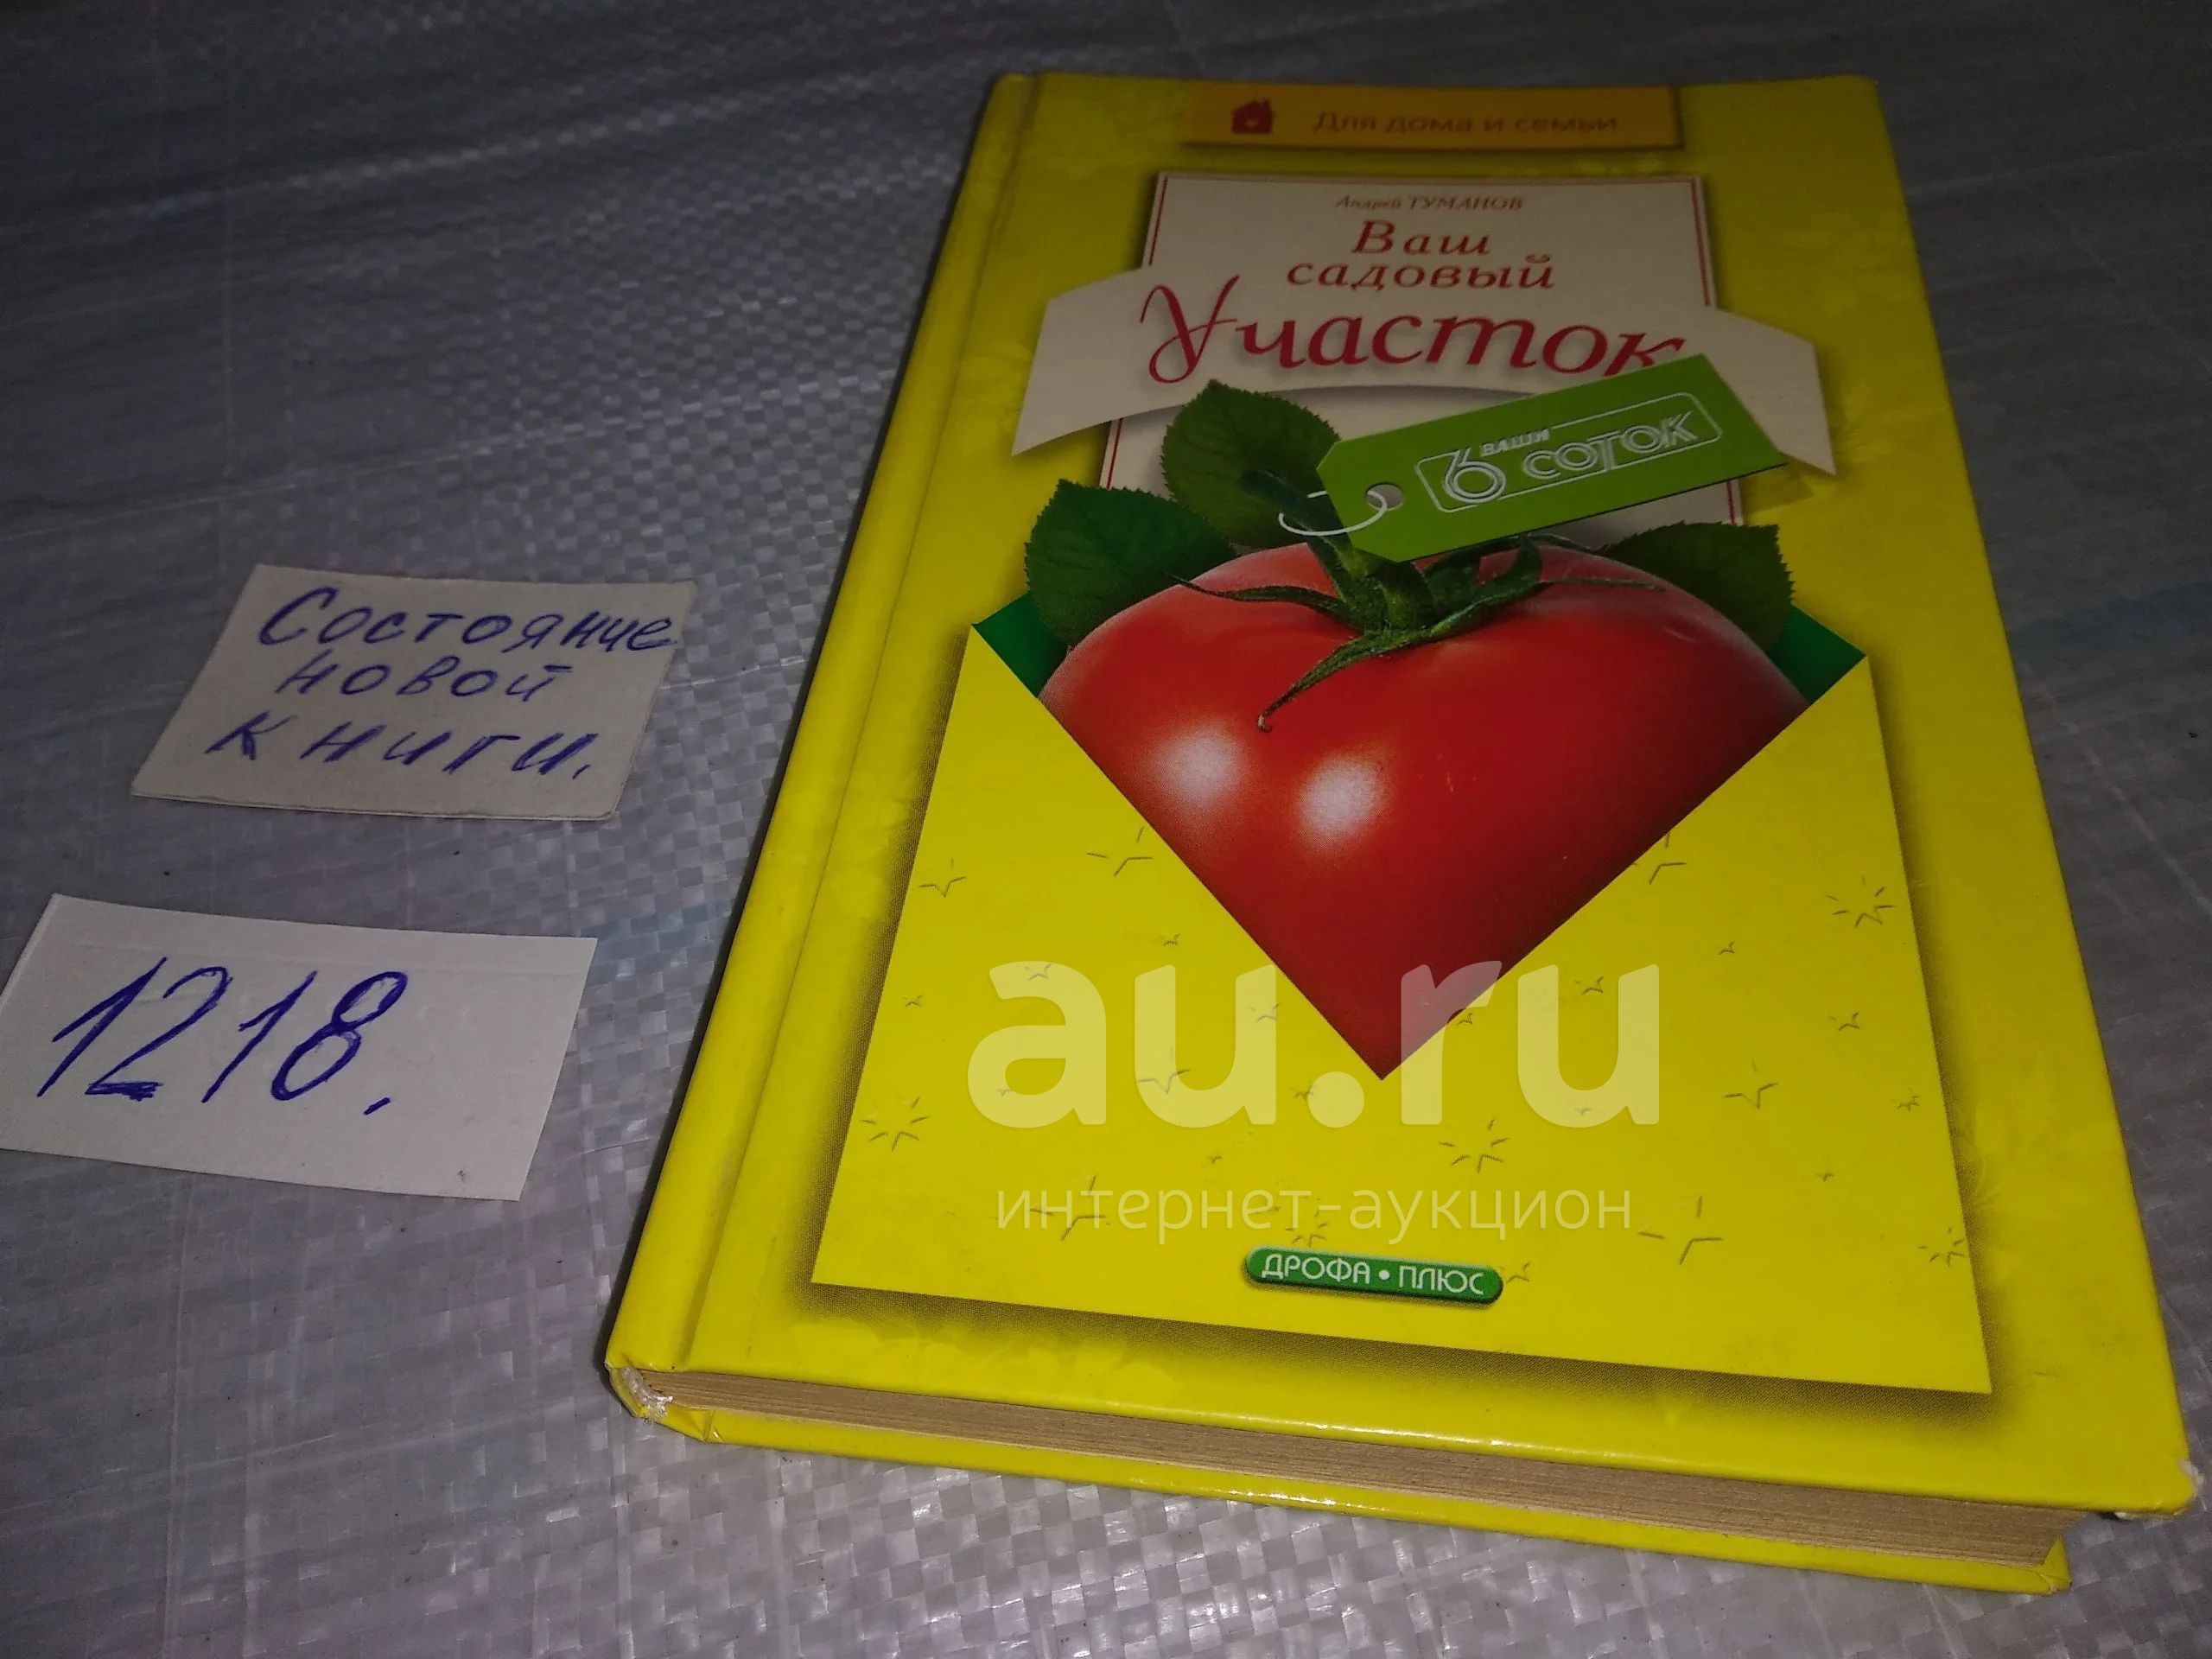 Для дома и семьи
Андрей ТУМАНОВ
Ваш
садовый
Участок
ВАШИ
6 СОТОК
Состояние
новой
книги.
1218.
au.ru
интернет-аукцион
ДРОФА • ПЛЮС